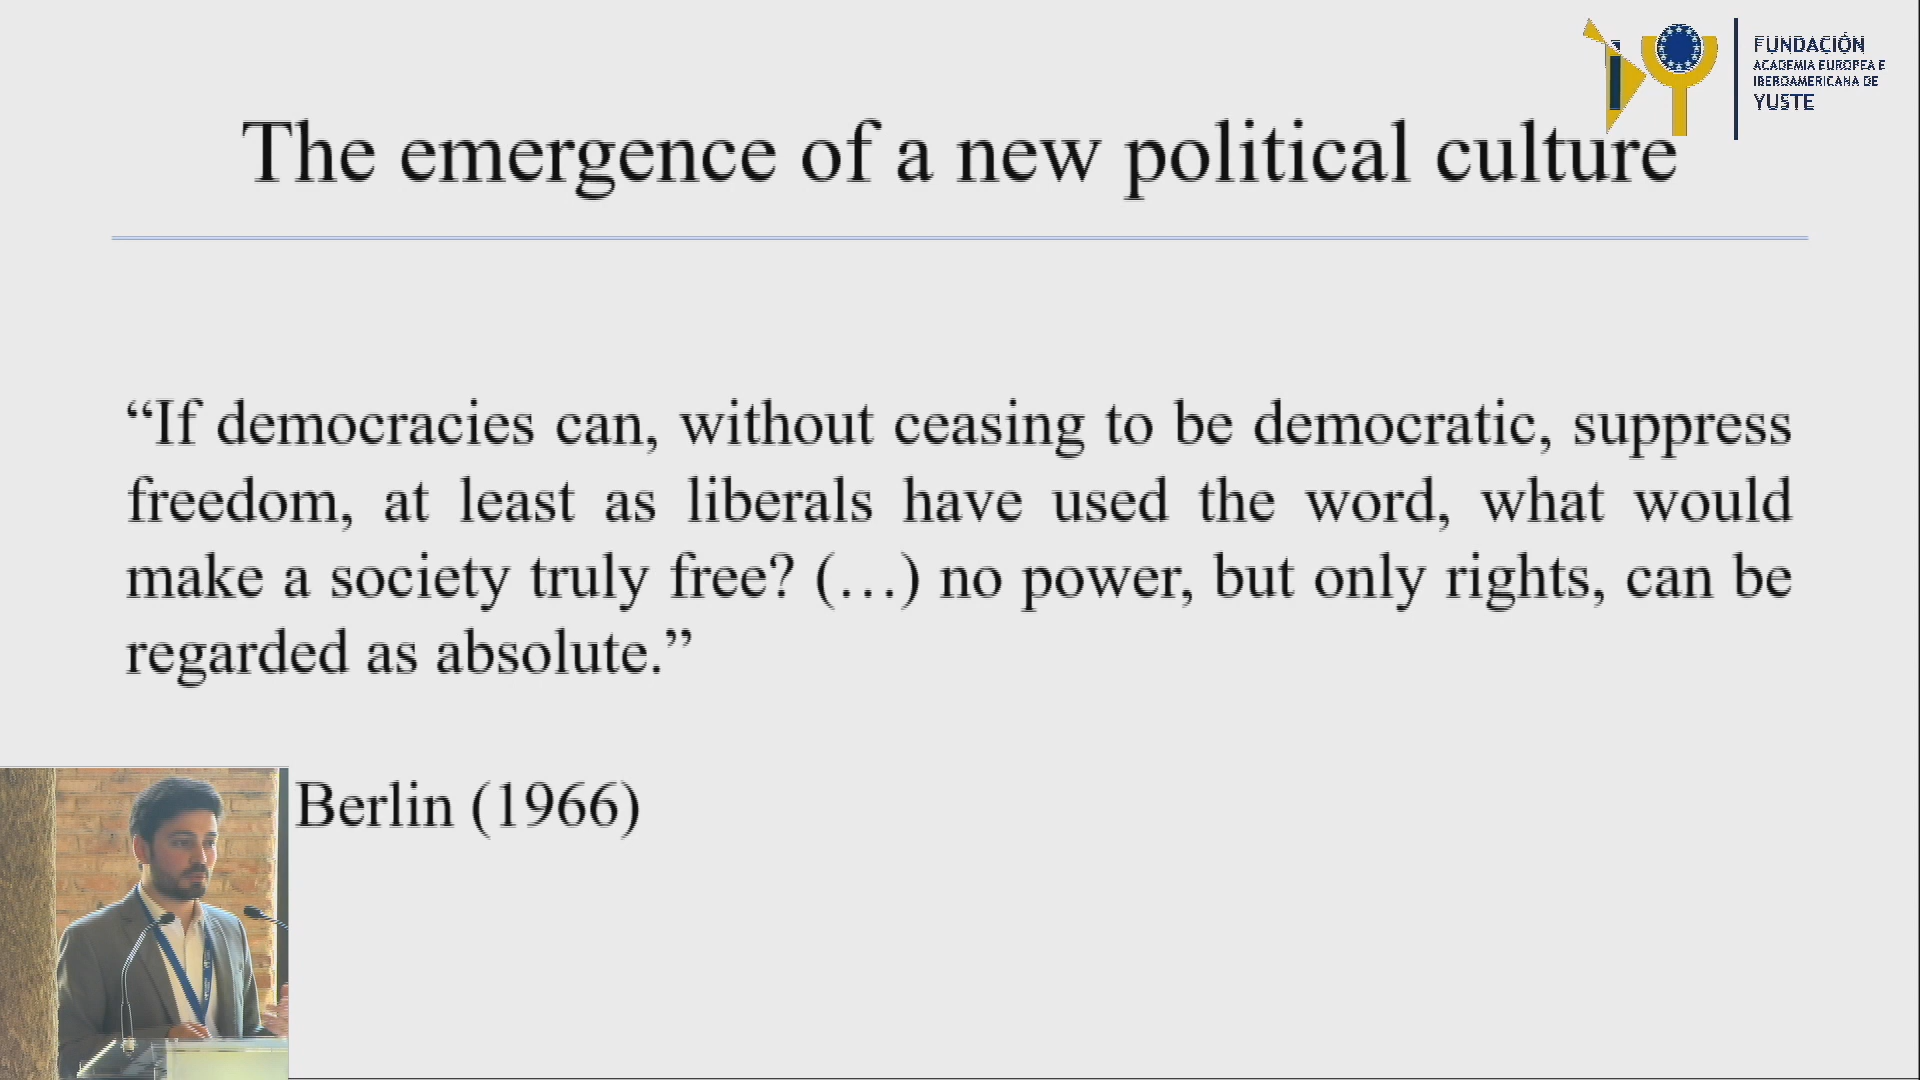 FUNDACIÓN
ACADEMIA EUROPEA E
IBEROAMERICANA DE
YUSTE
The emergence of a new political culture
“If democracies can, without ceasing to be democratic, suppress
freedom, at least as liberals have used the word, what would
make a society truly free? (…) no power, but only rights, can be
regarded as absolute.”
Berlin (1966)